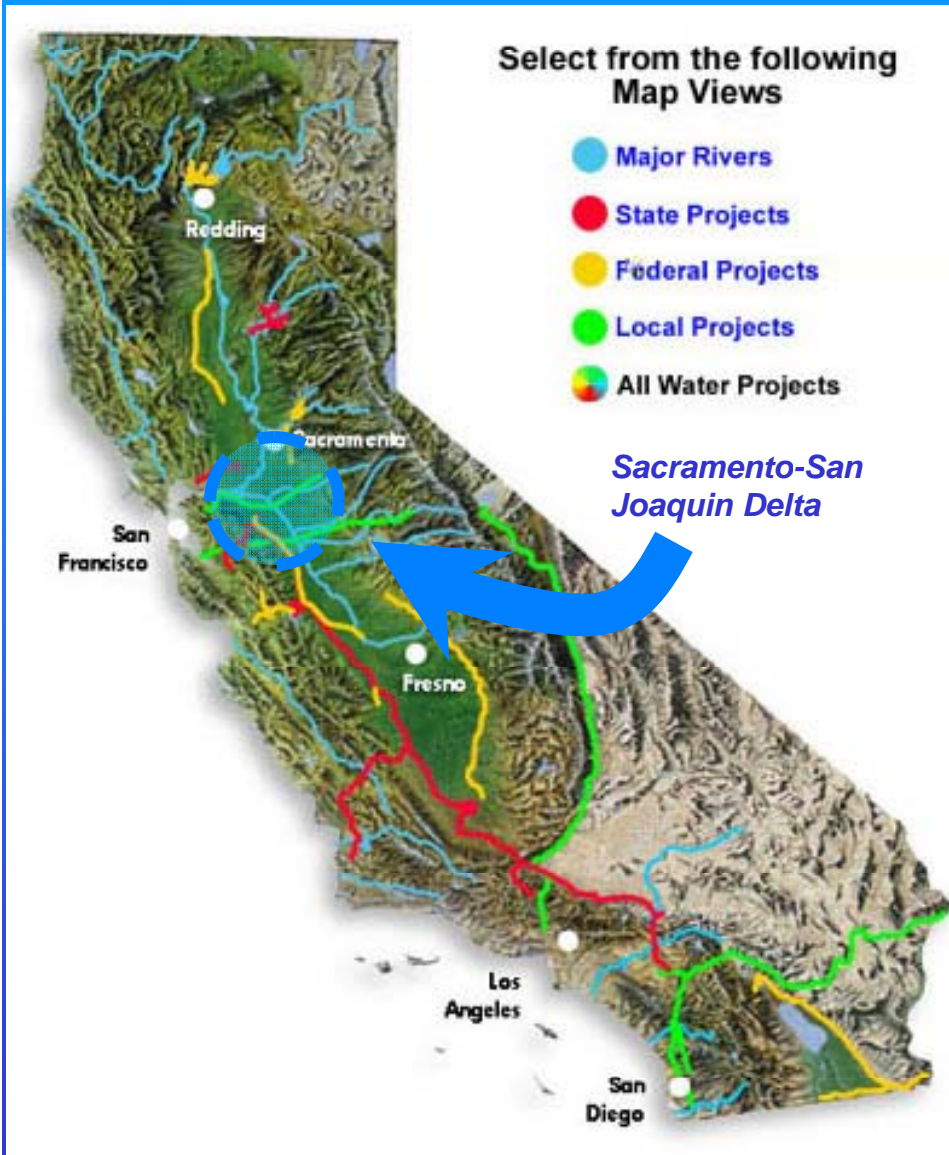 Select from the following
Map Views
Major Rivers
State Projects
Federal Projects
Local Projects
All Water Projects
Redding
Sacramento
Sacramento-San
Joaquin Delta
San
Francisco
Fresno
Los
Angeles
San
Diego